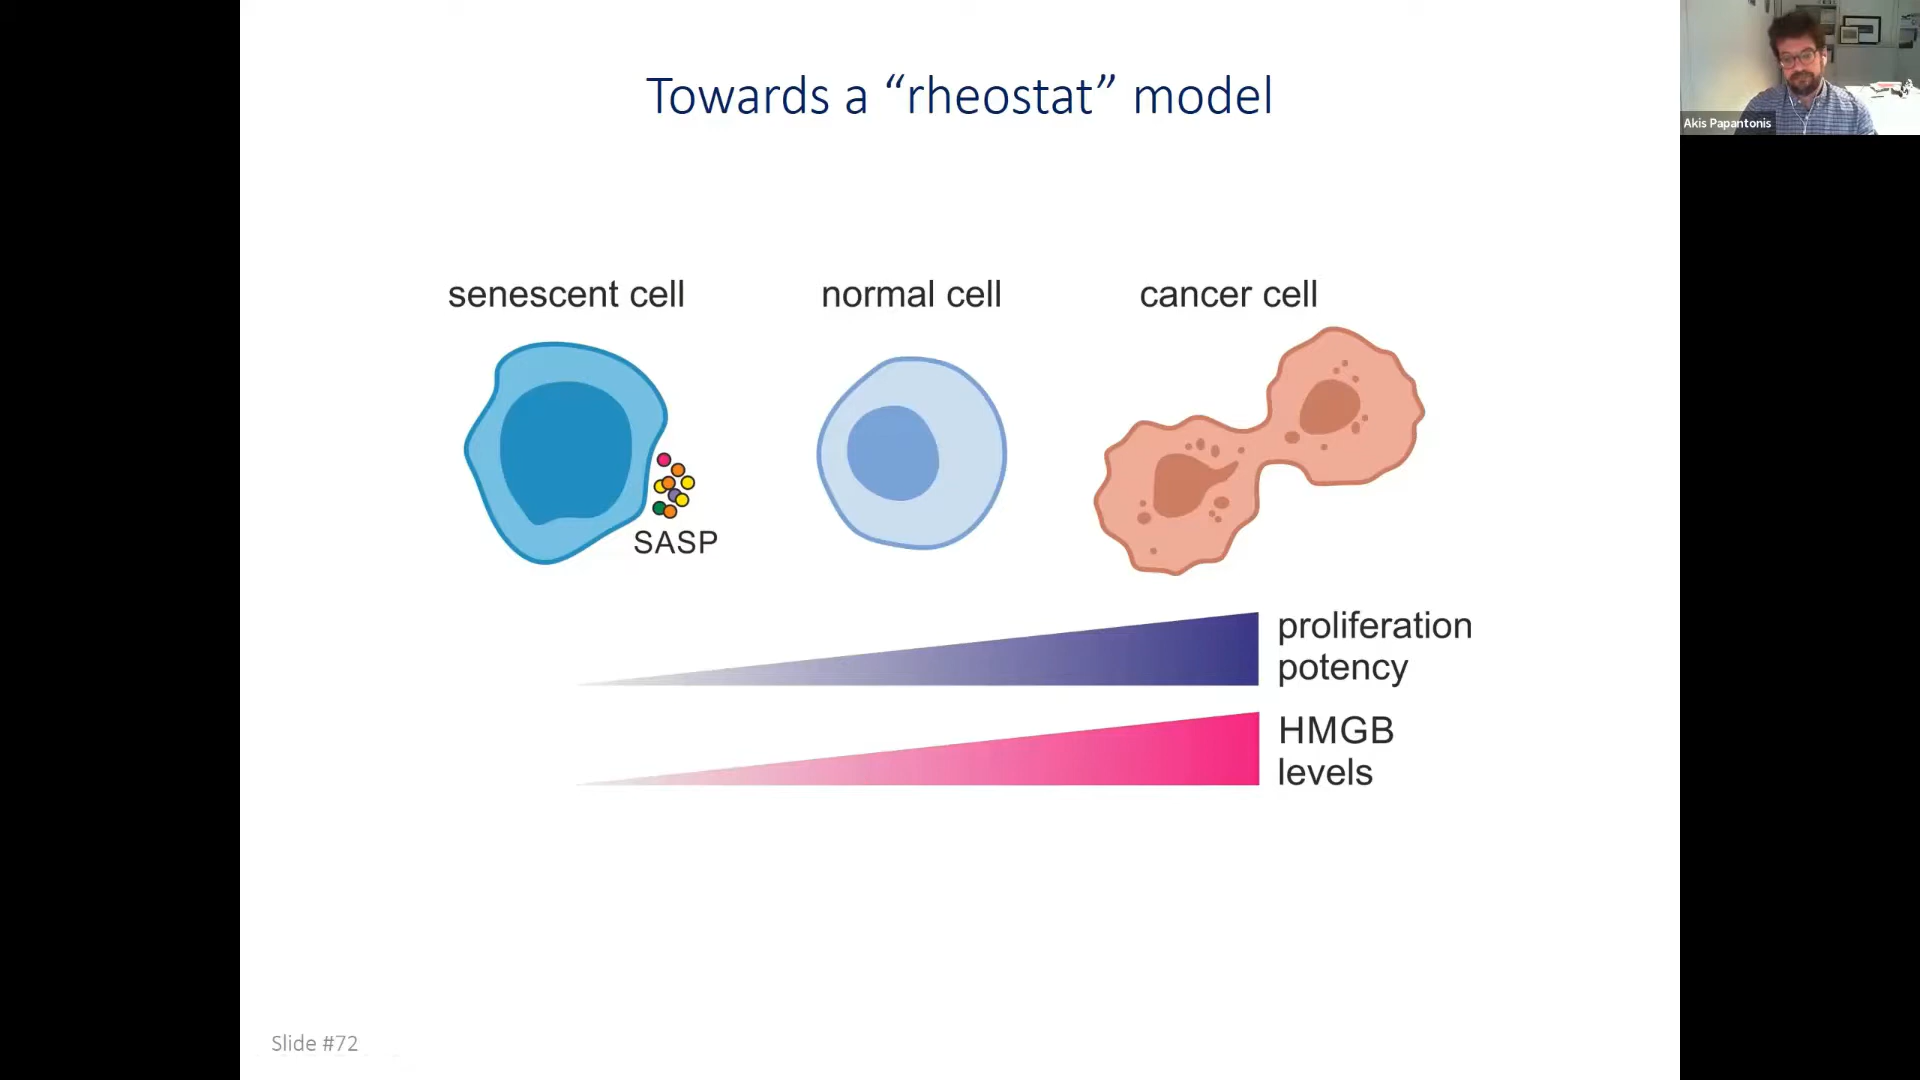 Towards a “rheostat” model
Akis Papantonis
senescent cell
normal cell
cancer cell
SASP
proliferation
potency
HMGB
levels
Slide #72